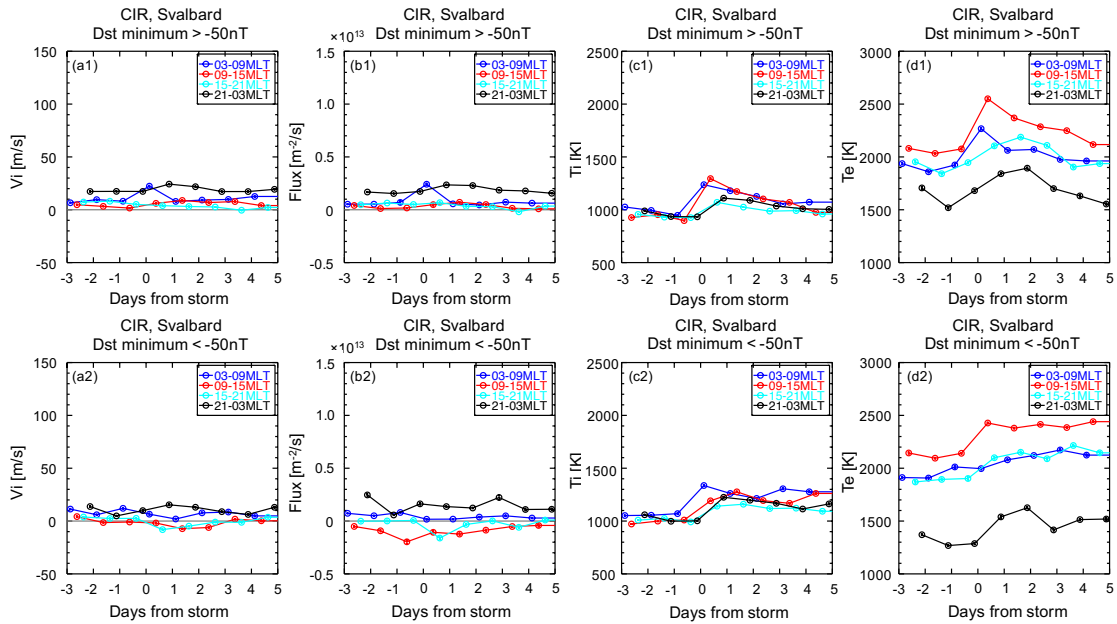 CIR, Svalbard
Dst minimum > -50nT
(a1)
03-09MLT
09-15MLT
15-21MLT
21-03MLT
Vi [m/s]
150
100
50
0
-50
-3 -2 -1 0 1 2 3 4 5
Days from storm
CIR, Svalbard
Dst minimum > -50nT
×10¹³
(b1)
03-09MLT
09-15MLT
15-21MLT
21-03MLT
Flux [m⁻²/s]
1.5
1.0
0.5
0.0
-0.5
-3 -2 -1 0 1 2 3 4 5
Days from storm
CIR, Svalbard
Dst minimum > -50nT
(c1)
03-09MLT
09-15MLT
15-21MLT
21-03MLT
Ti [K]
2500
2000
1500
1000
500
-3 -2 -1 0 1 2 3 4 5
Days from storm
CIR, Svalbard
Dst minimum > -50nT
(d1)
03-09MLT
09-15MLT
15-21MLT
21-03MLT
Te [K]
3000
2500
2000
1500
1000
-3 -2 -1 0 1 2 3 4 5
Days from storm
CIR, Svalbard
Dst minimum < -50nT
(a2)
03-09MLT
09-15MLT
15-21MLT
21-03MLT
Vi [m/s]
150
100
50
0
-50
-3 -2 -1 0 1 2 3 4 5
Days from storm
CIR, Svalbard
Dst minimum < -50nT
×10¹³
(b2)
03-09MLT
09-15MLT
15-21MLT
21-03MLT
Flux [m⁻²/s]
1.5
1.0
0.5
0.0
-0.5
-3 -2 -1 0 1 2 3 4 5
Days from storm
CIR, Svalbard
Dst minimum < -50nT
(c2)
03-09MLT
09-15MLT
15-21MLT
21-03MLT
Ti [K]
2500
2000
1500
1000
500
-3 -2 -1 0 1 2 3 4 5
Days from storm
CIR, Svalbard
Dst minimum < -50nT
(d2)
03-09MLT
09-15MLT
15-21MLT
21-03MLT
Te [K]
3000
2500
2000
1500
1000
-3 -2 -1 0 1 2 3 4 5
Days from storm